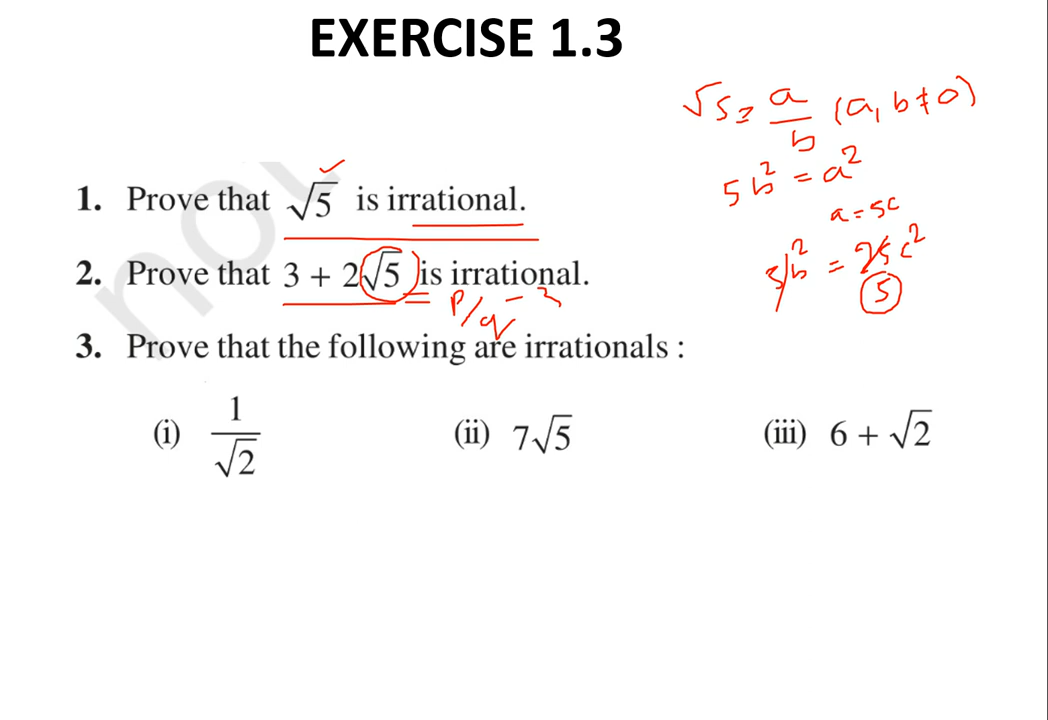 EXERCISE 1.3
√5 = a/b (a, b ≠ 0)
5b² = a²
a = 5c
5b² = 25c²
5
1. Prove that √5 is irrational.
2. Prove that 3 + 2√5 is irrational.
= p/q - 3
3. Prove that the following are irrationals :
(i) 1/√2 (ii) 7√5 (iii) 6 + √2
not